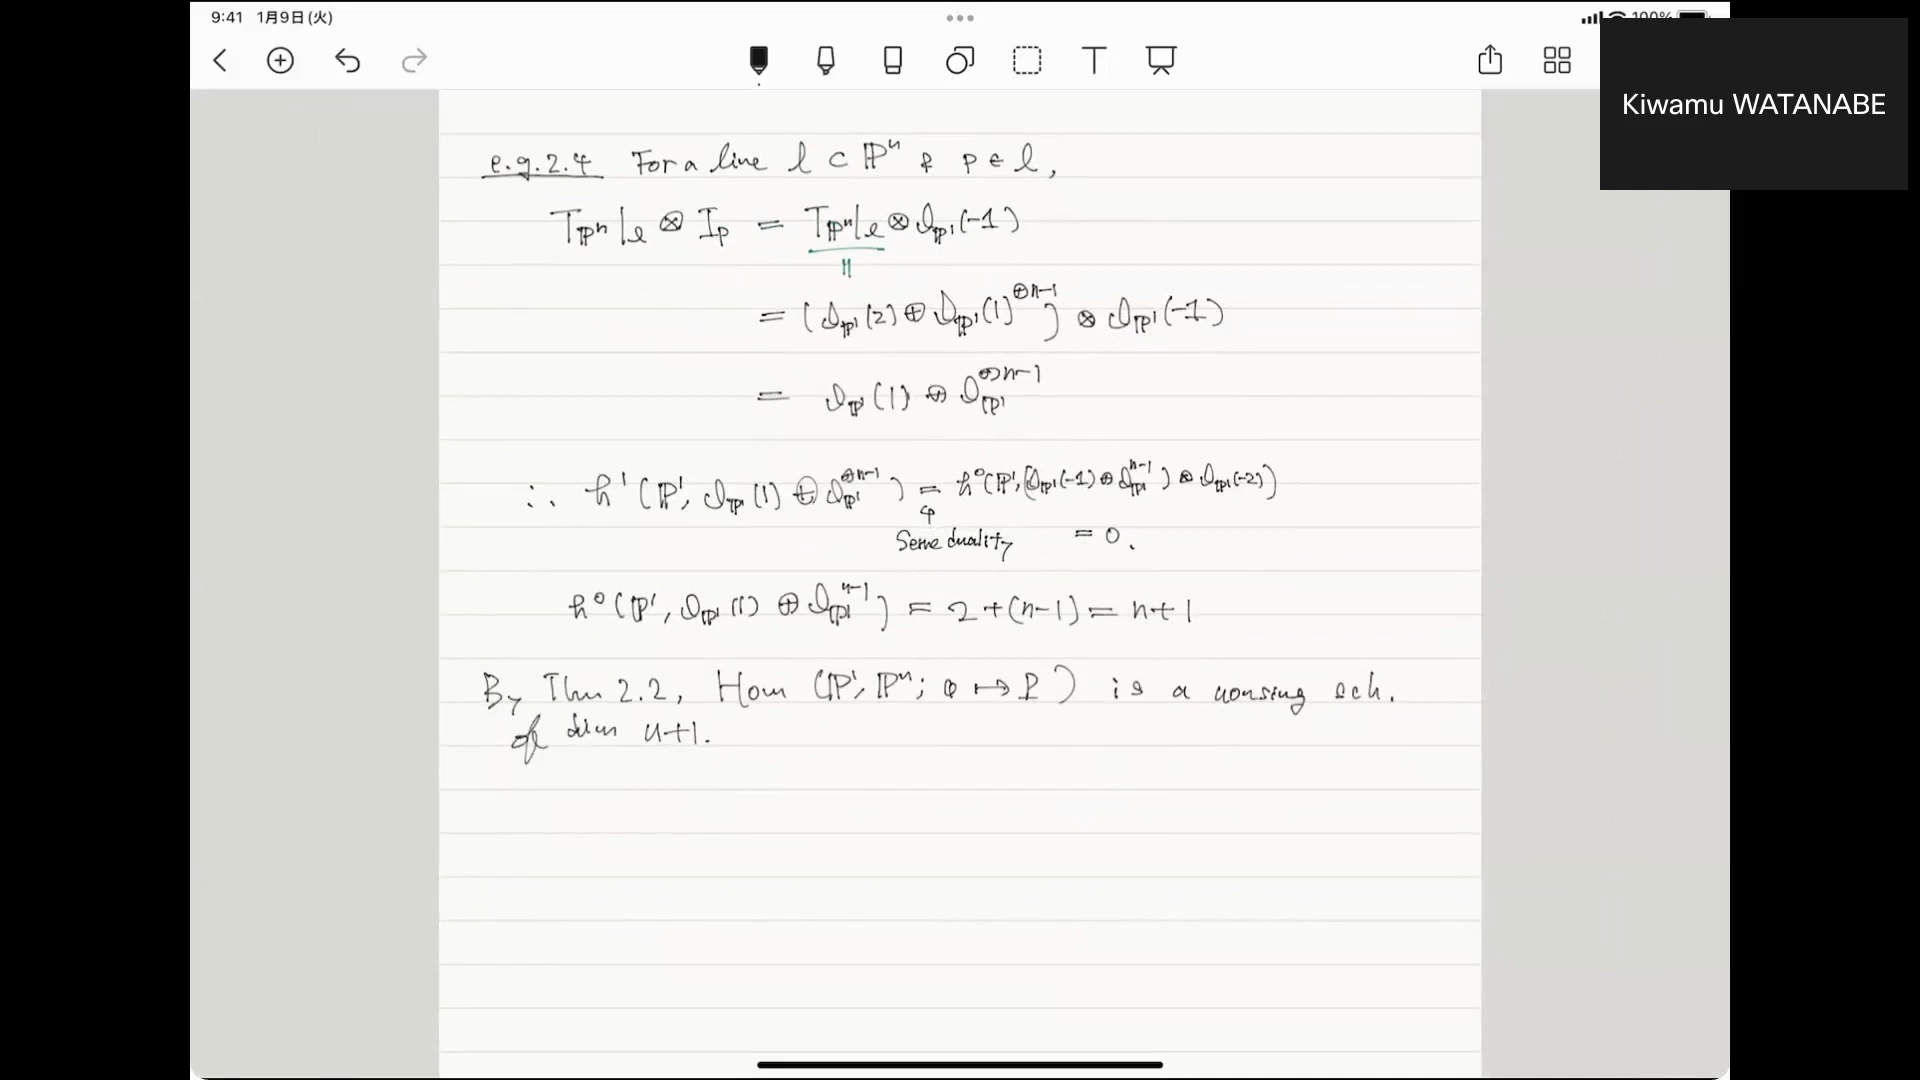 9:41 1月9日(火)
100%
Kiwamu WATANABE
e.g.2.4 For a line l ⊂ ℙⁿ & p ∈ l,
T_ℙⁿ|_l ⊗ I_p = T_ℙⁿ|_l ⊗ O_ℙ¹(-1)
= (O_ℙ¹(2) ⊕ O_ℙ¹(1)^⊕n-1) ⊗ O_ℙ¹(-1)
= O_ℙ¹(1) ⊕ O_ℙ¹^⊕n-1
∴ h¹(ℙ¹, O_ℙ¹(1) ⊕ O_ℙ¹^⊕n-1) = h⁰(ℙ¹, (O_ℙ¹(-1) ⊕ O_ℙ¹^n-1) ⊗ O_ℙ¹(-2))
Serre duality = 0.
h⁰(ℙ¹, O_ℙ¹(1) ⊕ O_ℙ¹^n-1) = 2+(n-1) = n+1
By Thm 2.2, Hom (ℙ¹, ℙⁿ; 0 ↦ P) is a nonsing sch.
of dim n+1.